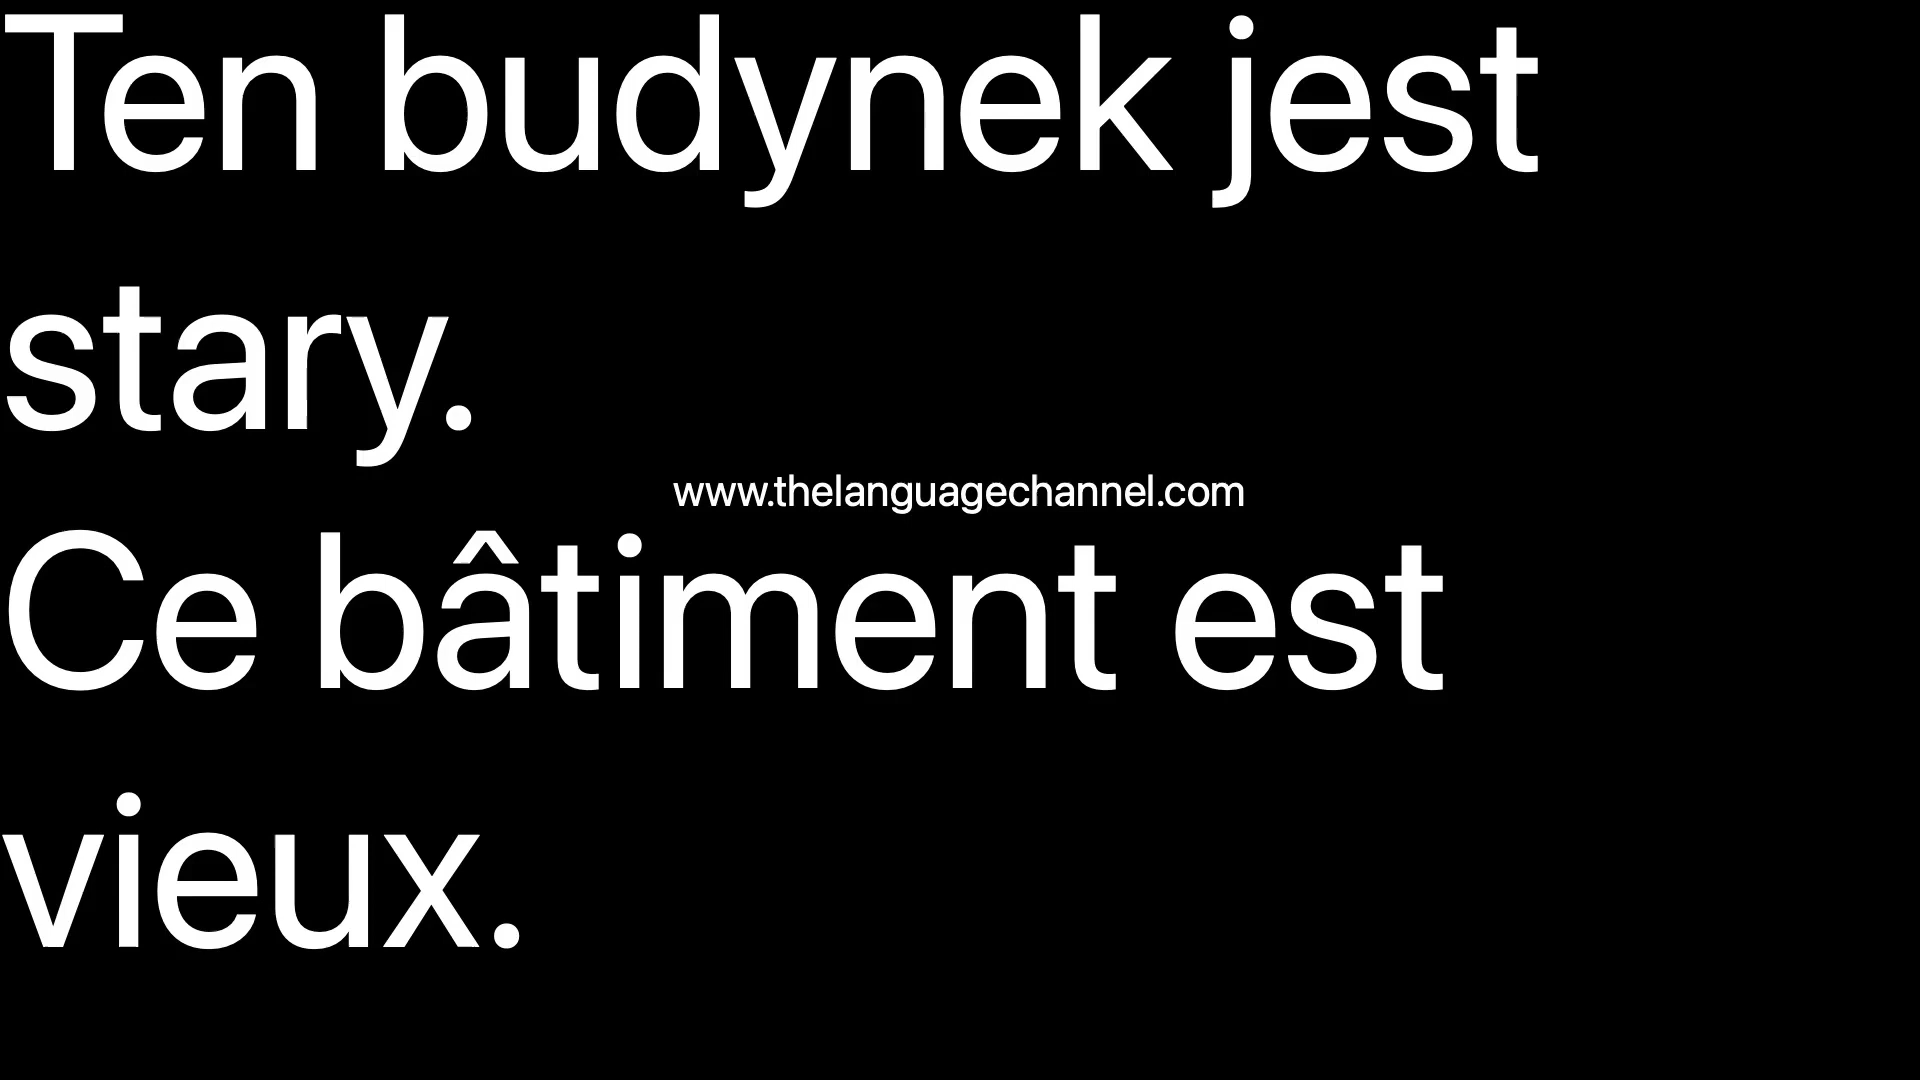 Ten budynek jest
stary.
www.thelanguagechannel.com
Ce bâtiment est
vieux.